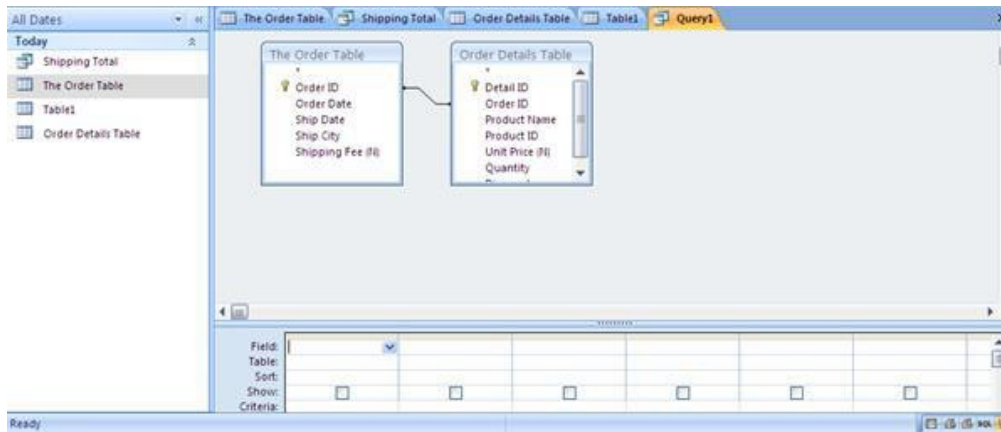 All Dates
The Order Table
Shipping Total
Order Details Table
Table1
Query1
Today
Shipping Total
The Order Table
Table1
Order Details Table
The Order Table
*
Order ID
Order Date
Ship Date
Ship City
Shipping Fee (N)
Order Details Table
*
Detail ID
Order ID
Product Name
Product ID
Unit Price (N)
Quantity
Field:
Table:
Sort:
Show:
Criteria:
Ready
SQL